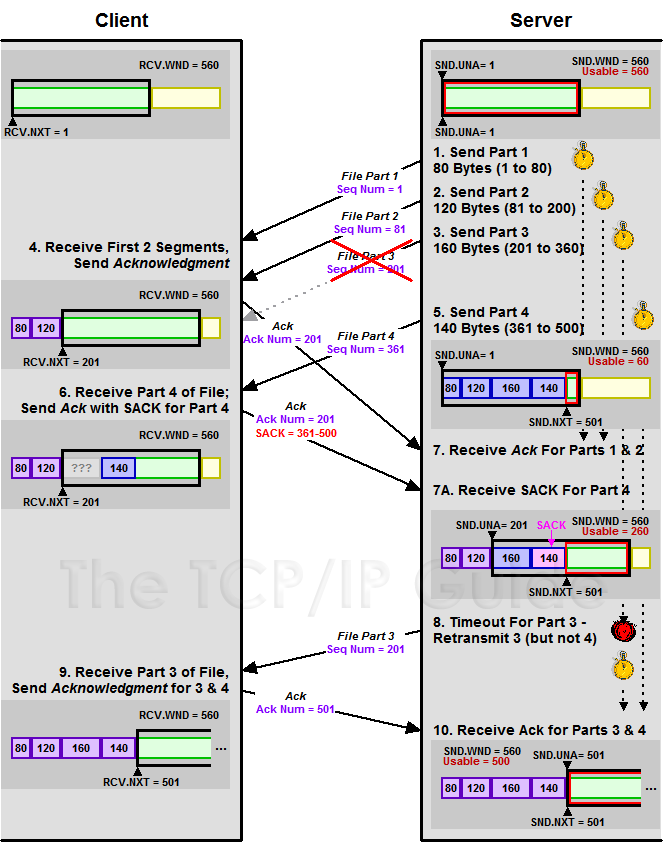 Client
Server
RCV.WND = 560
RCV.NXT = 1
SND.UNA= 1
SND.WND = 560
Usable = 560
SND.UNA= 1
1. Send Part 1
80 Bytes (1 to 80)
File Part 1
Seq Num = 1
2. Send Part 2
120 Bytes (81 to 200)
File Part 2
Seq Num = 81
3. Send Part 3
160 Bytes (201 to 360)
File Part 3
Seq Num = 201
4. Receive First 2 Segments,
Send Acknowledgment
RCV.WND = 560
80 120
RCV.NXT = 201
Ack
Ack Num = 201
5. Send Part 4
140 Bytes (361 to 500)
File Part 4
Seq Num = 361
SND.UNA= 1
SND.WND = 560
Usable = 60
80 120 160 140
SND.NXT = 501
6. Receive Part 4 of File;
Send Ack with SACK for Part 4
Ack
Ack Num = 201
SACK = 361-500
RCV.WND = 560
80 120 ??? 140
RCV.NXT = 201
7. Receive Ack For Parts 1 & 2
7A. Receive SACK For Part 4
SND.UNA= 201
SACK
SND.WND = 560
Usable = 260
80 120 160 140
SND.NXT = 501
The TCP/IP Guide
8. Timeout For Part 3 -
Retransmit 3 (but not 4)
File Part 3
Seq Num = 201
9. Receive Part 3 of File,
Send Acknowledgment for 3 & 4
Ack
Ack Num = 501
RCV.WND = 560
80 120 160 140 ...
RCV.NXT = 501
10. Receive Ack for Parts 3 & 4
SND.WND = 560
Usable = 500
SND.UNA= 501
80 120 160 140 ...
SND.NXT = 501